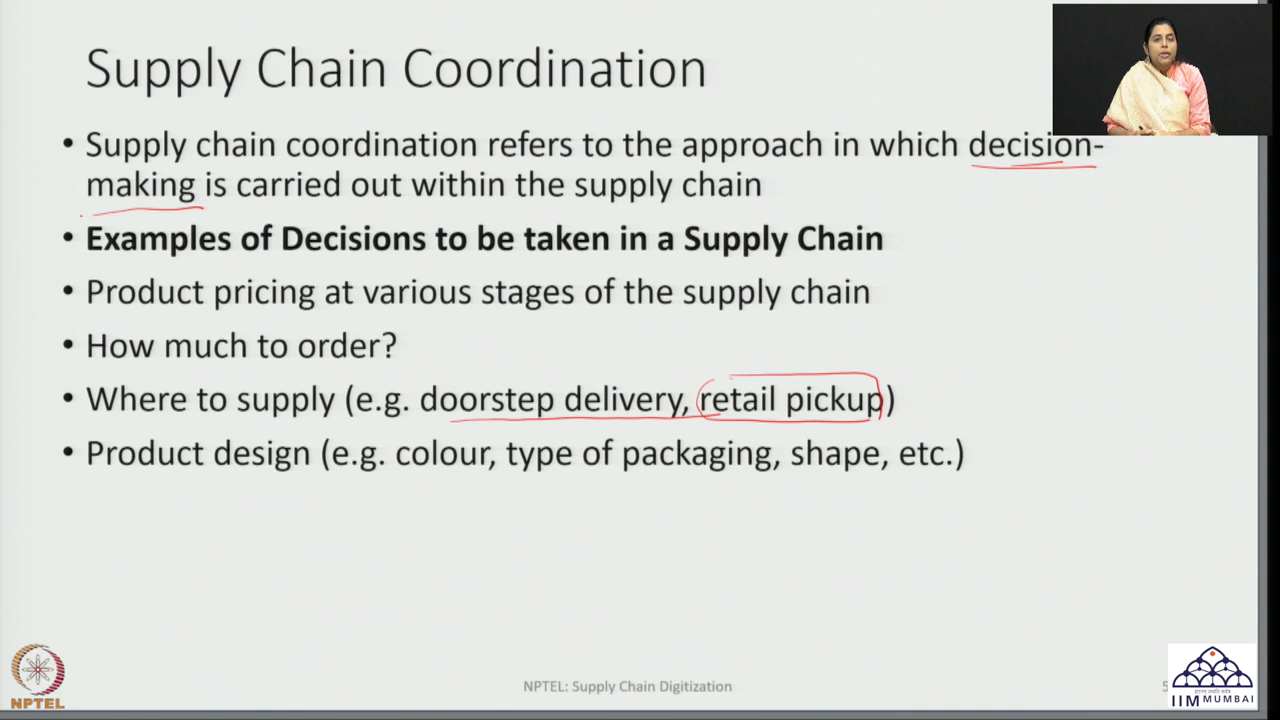 Supply Chain Coordination
• Supply chain coordination refers to the approach in which decision-
making is carried out within the supply chain
• Examples of Decisions to be taken in a Supply Chain
• Product pricing at various stages of the supply chain
• How much to order?
• Where to supply (e.g. doorstep delivery, retail pickup)
• Product design (e.g. colour, type of packaging, shape, etc.)
NPTEL
NPTEL: Supply Chain Digitization
IIM MUMBAI